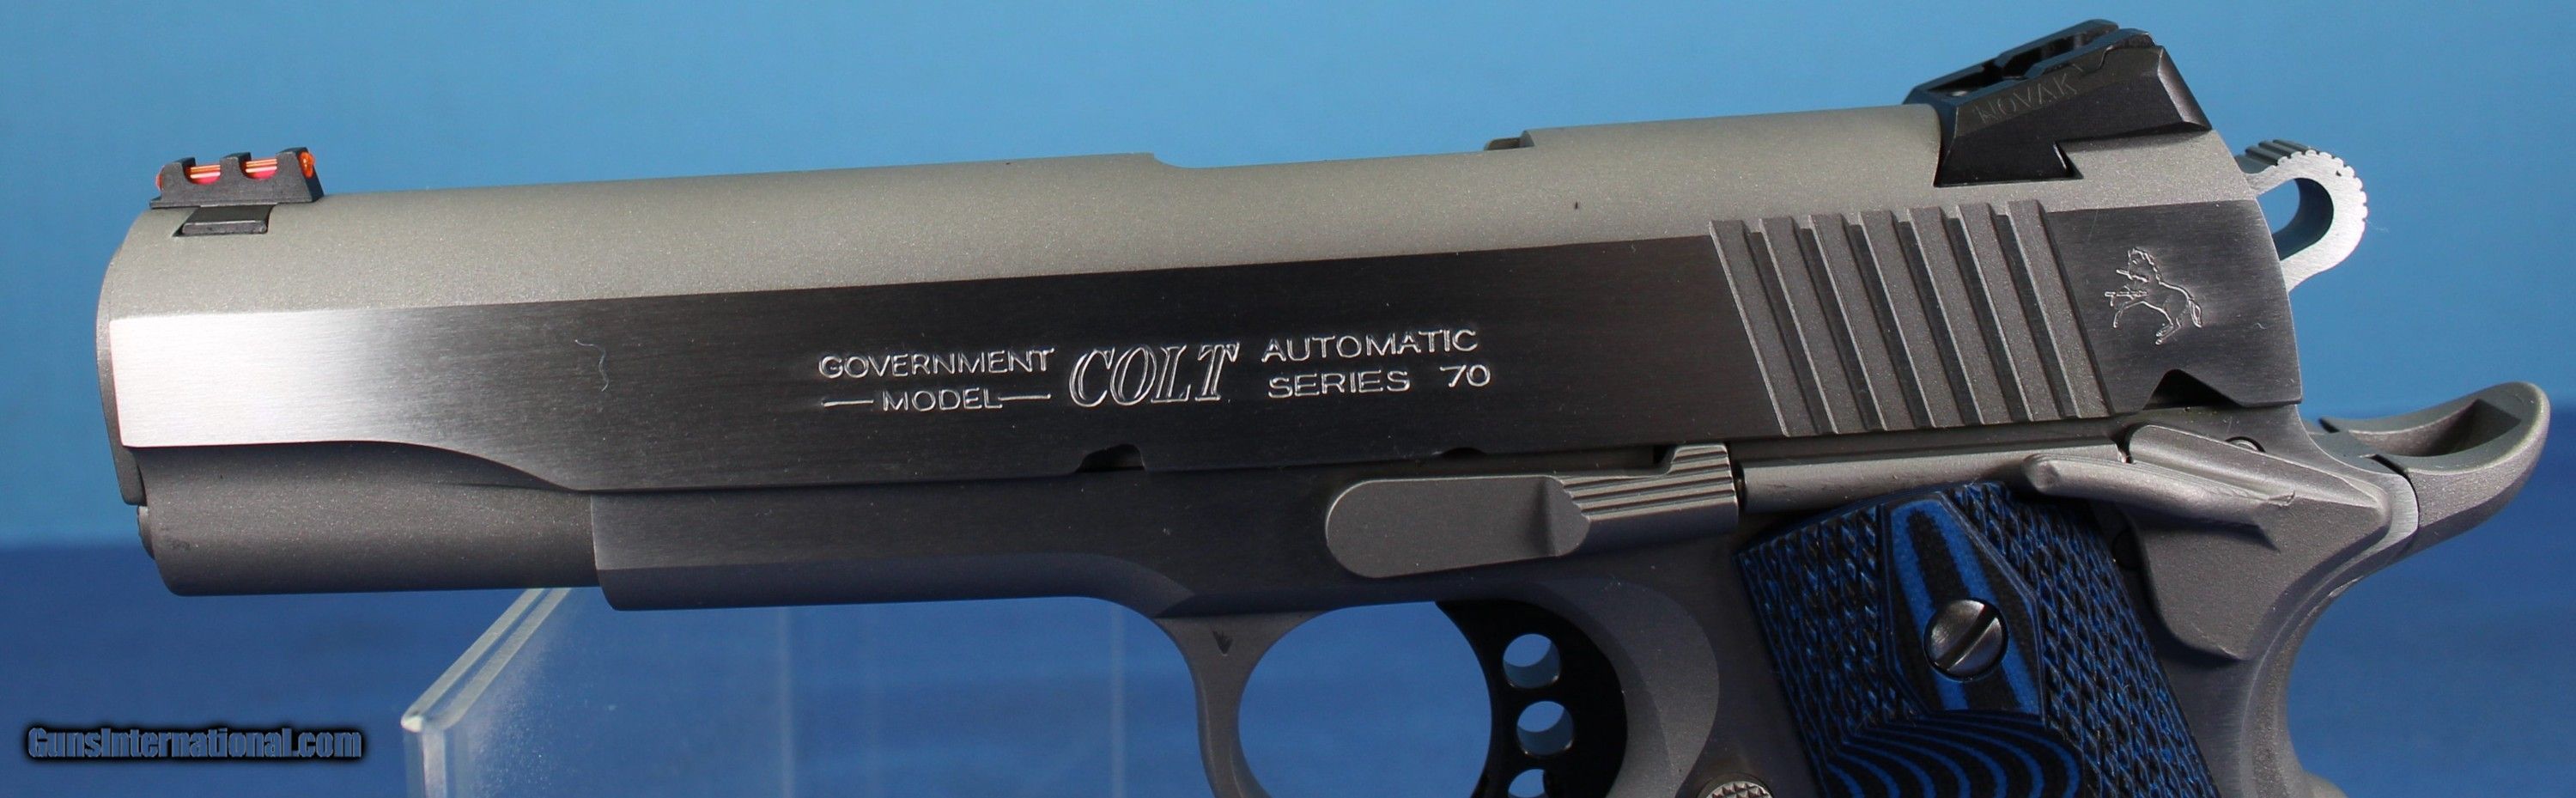 NOVAK
GOVERNMENT COLT AUTOMATIC
—MODEL— SERIES 70
GunsInternational.com